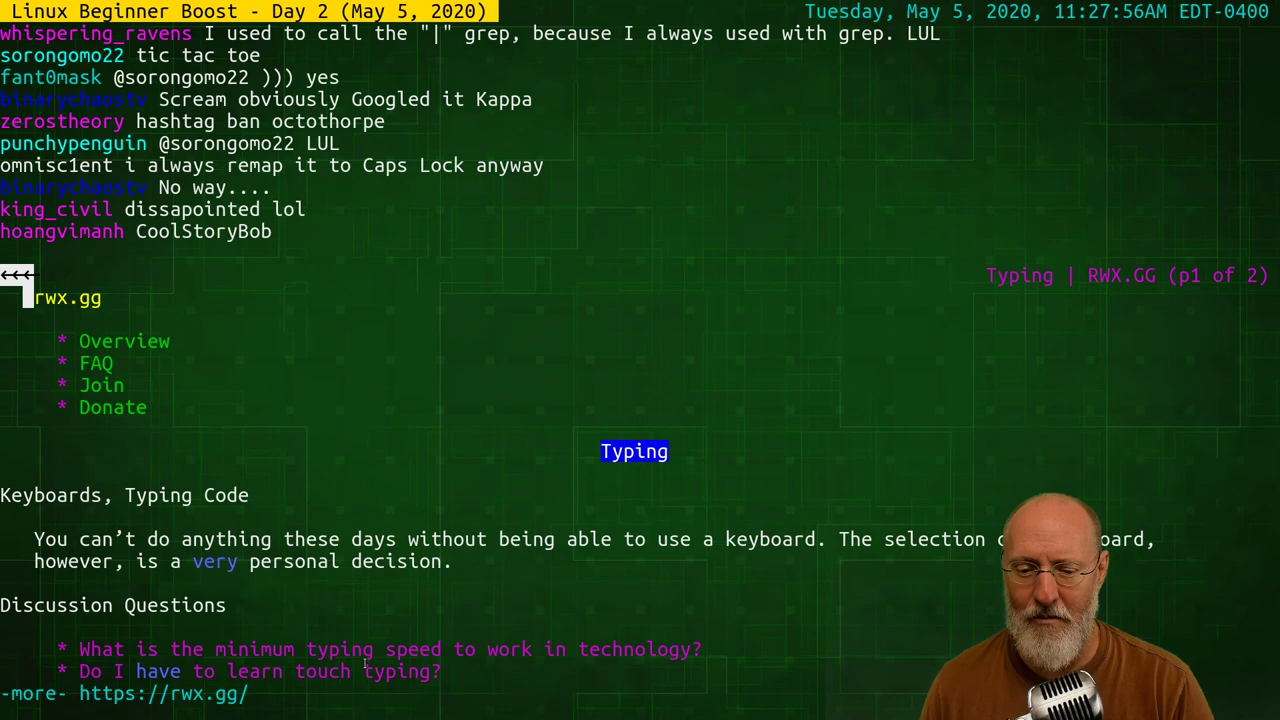 Linux Beginner Boost - Day 2 (May 5, 2020)
Tuesday, May 5, 2020, 11:27:56AM EDT-0400
whispering_ravens I used to call the "|" grep, because I always used with grep. LUL
sorongomo22 tic tac toe
fant0mask @sorongomo22 ))) yes
binarychaostv Scream obviously Googled it Kappa
zerostheory hashtag ban octothorpe
punchypenguin @sorongomo22 LUL
omnisc1ent i always remap it to Caps Lock anyway
binarychaostv No way....
king_civil dissapointed lol
hoangvimanh CoolStoryBob
←←←
Typing | RWX.GG (p1 of 2)
rwx.gg
* Overview
* FAQ
* Join
* Donate
Typing
Keyboards, Typing Code
You can’t do anything these days without being able to use a keyboard. The selection
however, is a very personal decision.
Discussion Questions
* What is the minimum typing speed to work in technology?
* Do I have to learn touch typing?
-more- https://rwx.gg/